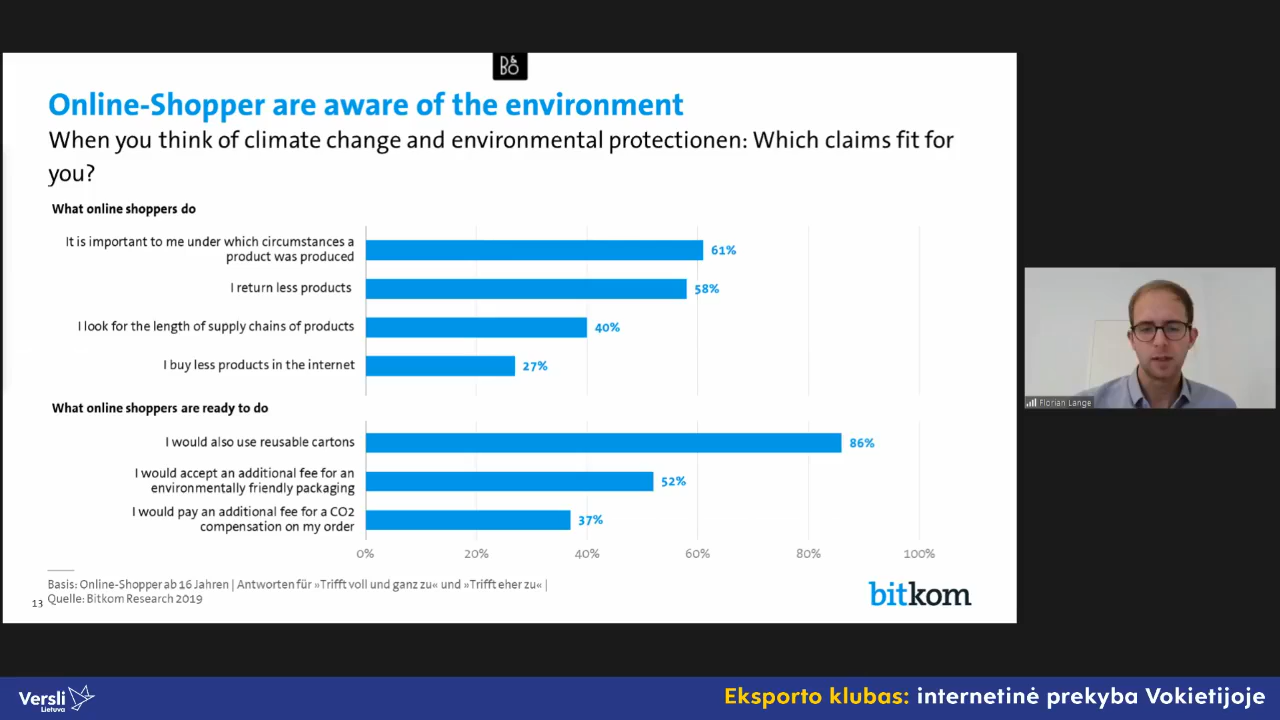 B&
BO
Online-Shopper are aware of the environment
When you think of climate change and environmental protectionen: Which claims fit for
you?
What online shoppers do
It is important to me under which circumstances a
product was produced
61%
I return less products
58%
I look for the length of supply chains of products
40%
I buy less products in the internet
27%
What online shoppers are ready to do
I would also use reusable cartons
86%
I would accept an additional fee for an
environmentally friendly packaging
52%
I would pay an additional fee for a CO2
compensation on my order
37%
0% 20% 40% 60% 80% 100%
Basis: Online-Shopper ab 16 Jahren | Antworten für »Trifft voll und ganz zu« und »Trifft eher zu« |
13 Quelle: Bitkom Research 2019
bitkom
Florian Lange
Versli
Lietuva
Eksporto klubas: internetinė prekyba Vokietijoje